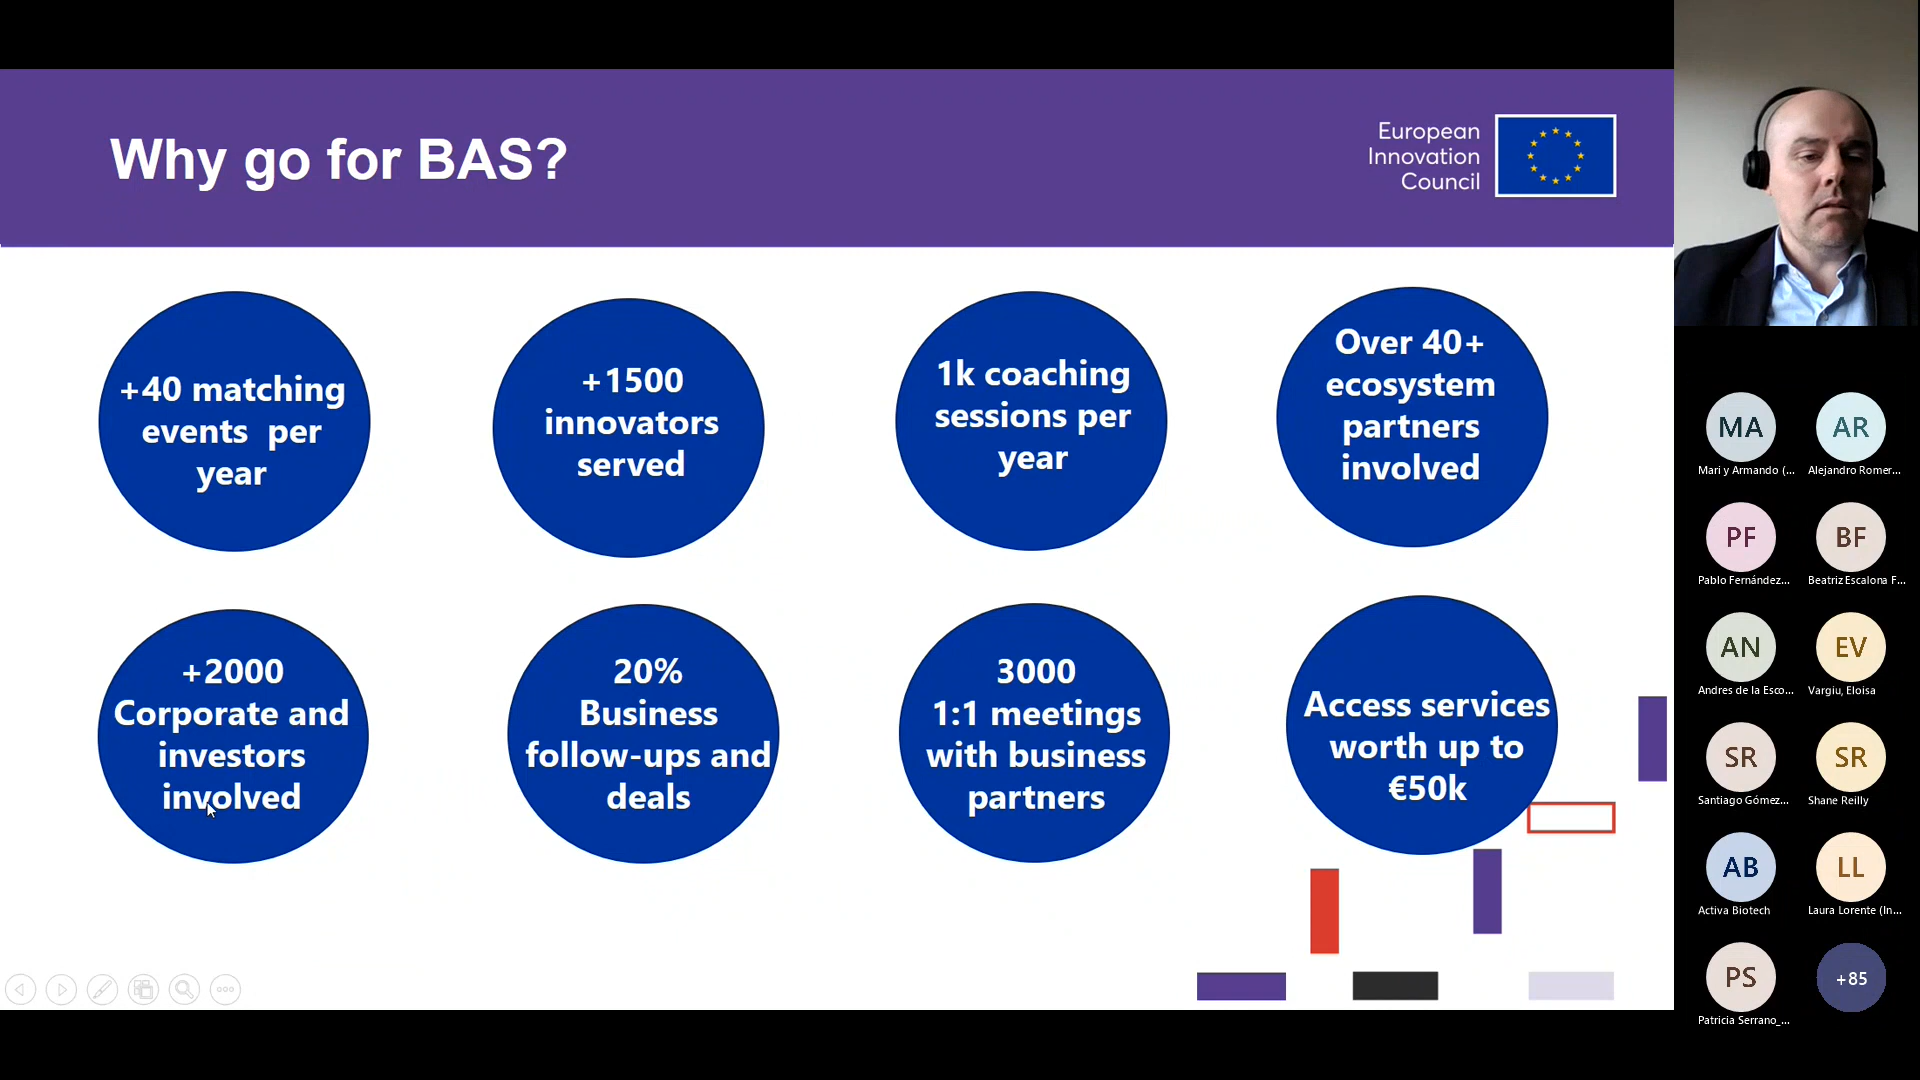 Why go for BAS?
European
Innovation
Council
+40 matching
events  per
year
+1500
innovators
served
1k coaching
sessions per
year
Over 40+
ecosystem
partners
involved
+2000
Corporate and
investors
involved
20%
Business
follow-ups and
deals
3000
1:1 meetings
with business
partners
Access services
worth up to
€50k
MA
Mari y Armando (...
AR
Alejandro Romer...
PF
Pablo Fernández...
BF
Beatriz Escalona F...
AN
Andres de la Esco...
EV
Vargiu, Eloisa
SR
Santiago Gómez...
SR
Shane Reilly
AB
Activa Biotech
LL
Laura Lorente (In...
PS
Patricia Serrano_...
+85